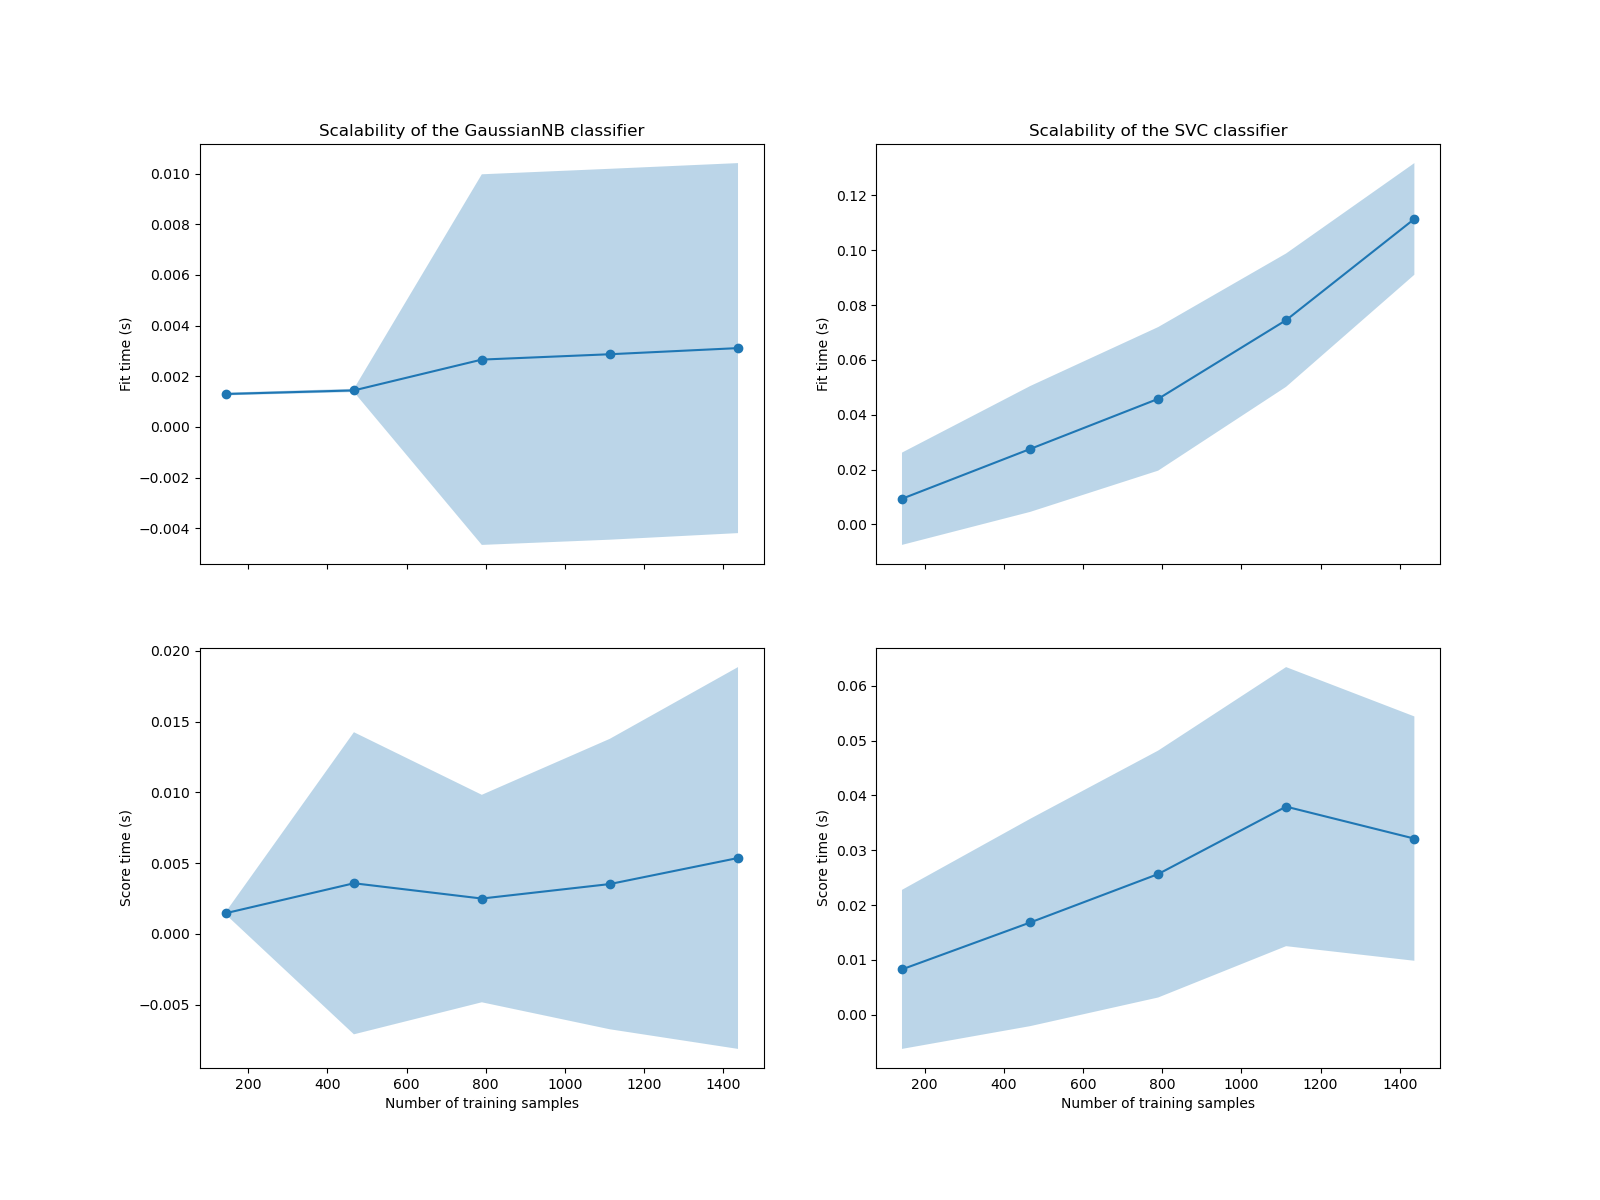 Scalability of the GaussianNB classifier
0.010
0.008
0.006
0.004
0.002
0.000
−0.002
−0.004
Fit time (s)
Scalability of the SVC classifier
0.12
0.10
0.08
0.06
0.04
0.02
0.00
Fit time (s)
0.020
0.015
0.010
0.005
0.000
−0.005
Score time (s)
200 400 600 800 1000 1200 1400
Number of training samples
0.06
0.05
0.04
0.03
0.02
0.01
0.00
Score time (s)
200 400 600 800 1000 1200 1400
Number of training samples